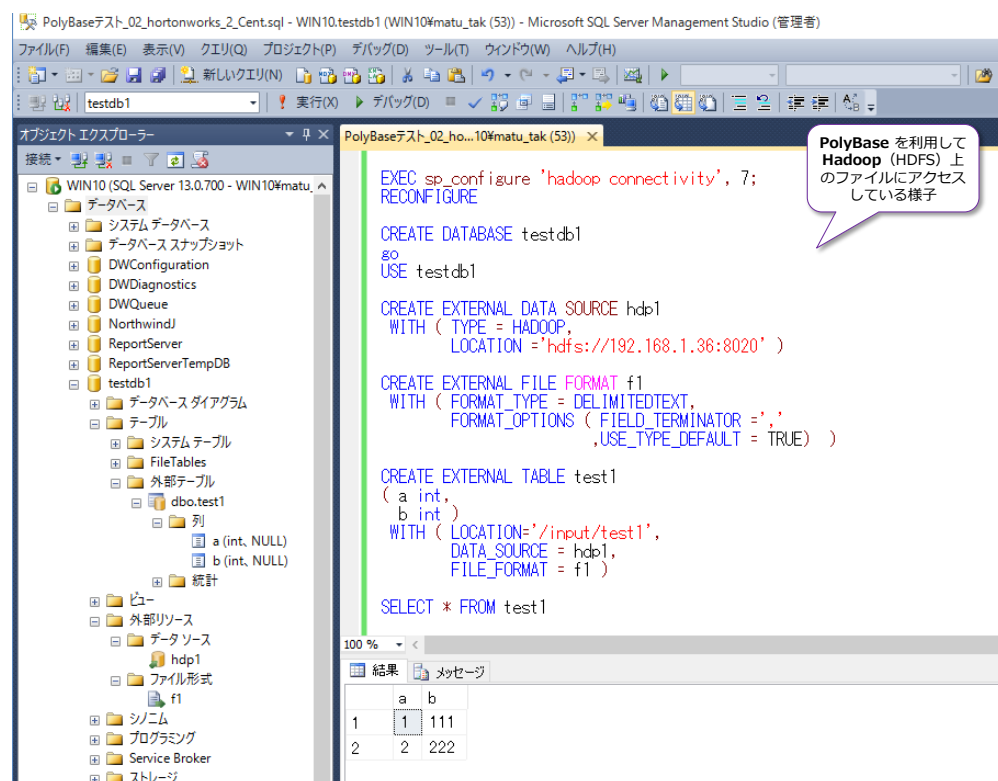 PolyBaseテスト_02_hortonworks_2_Cent.sql - WIN10.testdb1 (WIN10¥matu_tak (53)) - Microsoft SQL Server Management Studio (管理者)
ファイル(F) 編集(E) 表示(V) クエリ(Q) プロジェクト(P) デバッグ(D) ツール(T) ウィンドウ(W) ヘルプ(H)
新しいクエリ(N)
testdb1 実行(X) デバッグ(D)
オブジェクト エクスプローラー
接続
WIN10 (SQL Server 13.0.700 - WIN10¥matu_
データベース
システム データベース
データベース スナップショット
DWConfiguration
DWDiagnostics
DWQueue
NorthwindJ
ReportServer
ReportServerTempDB
testdb1
データベース ダイアグラム
テーブル
システム テーブル
FileTables
外部テーブル
dbo.test1
列
a (int、NULL)
b (int、NULL)
統計
ビュー
外部リソース
データ ソース
hdp1
ファイル形式
f1
シノニム
プログラミング
Service Broker
ストレージ
PolyBaseテスト_02_ho...10¥matu_tak (53))
PolyBase を利用して
Hadoop（HDFS）上
のファイルにアクセス
している様子
EXEC sp_configure 'hadoop connectivity', 7;
RECONFIGURE
CREATE DATABASE testdb1
go
USE testdb1
CREATE EXTERNAL DATA SOURCE hdp1
WITH ( TYPE = HADOOP,
LOCATION ='hdfs://192.168.1.36:8020' )
CREATE EXTERNAL FILE FORMAT f1
WITH ( FORMAT_TYPE = DELIMITEDTEXT,
FORMAT_OPTIONS ( FIELD_TERMINATOR =','
,USE_TYPE_DEFAULT = TRUE) )
CREATE EXTERNAL TABLE test1
( a int,
b int )
WITH ( LOCATION='/input/test1',
DATA_SOURCE = hdp1,
FILE_FORMAT = f1 )
SELECT * FROM test1
100 %
結果 メッセージ
a b
1 1 111
2 2 222